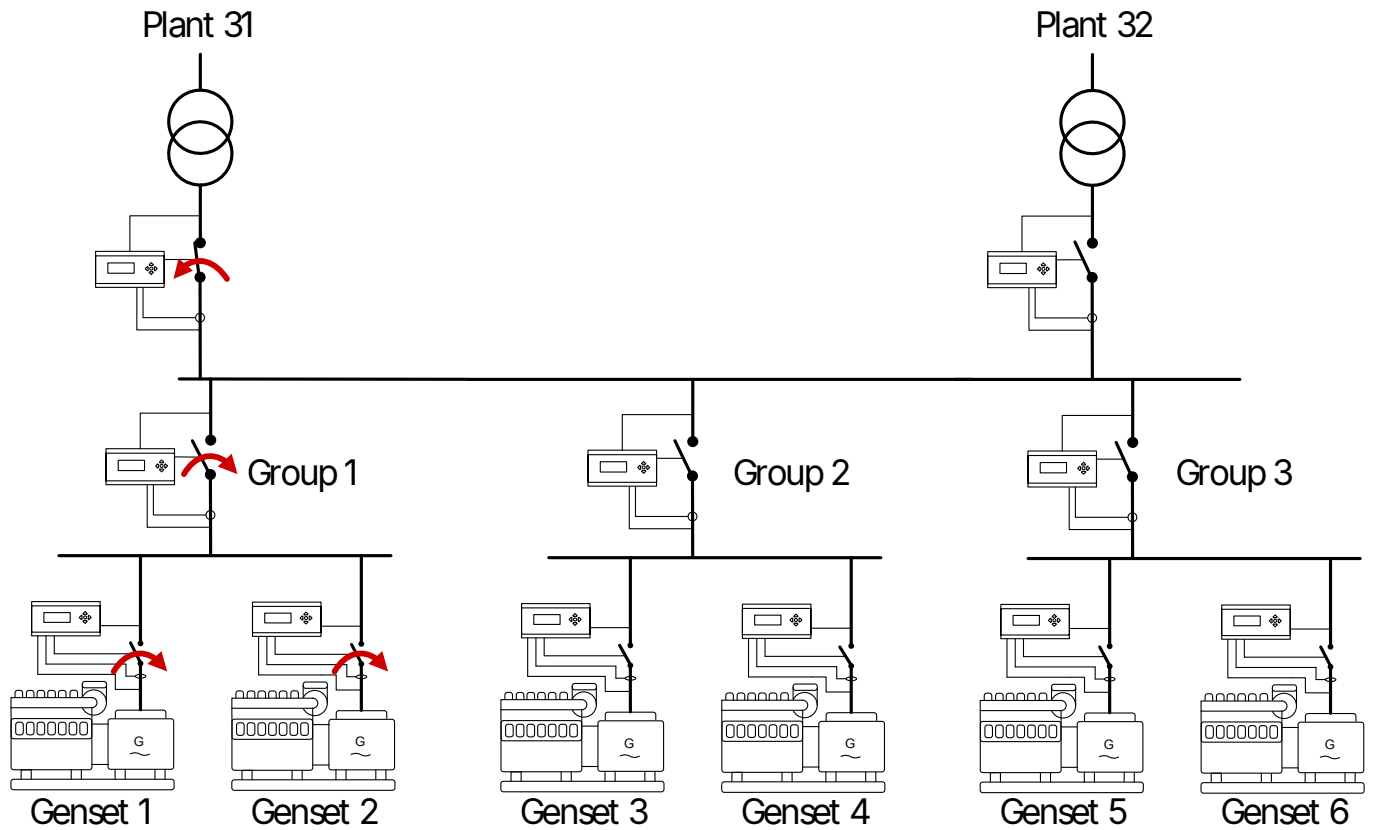 Plant 31
Plant 32
Group 1
Group 2
Group 3
G
G
G
G
G
G
Genset 1
Genset 2
Genset 3
Genset 4
Genset 5
Genset 6